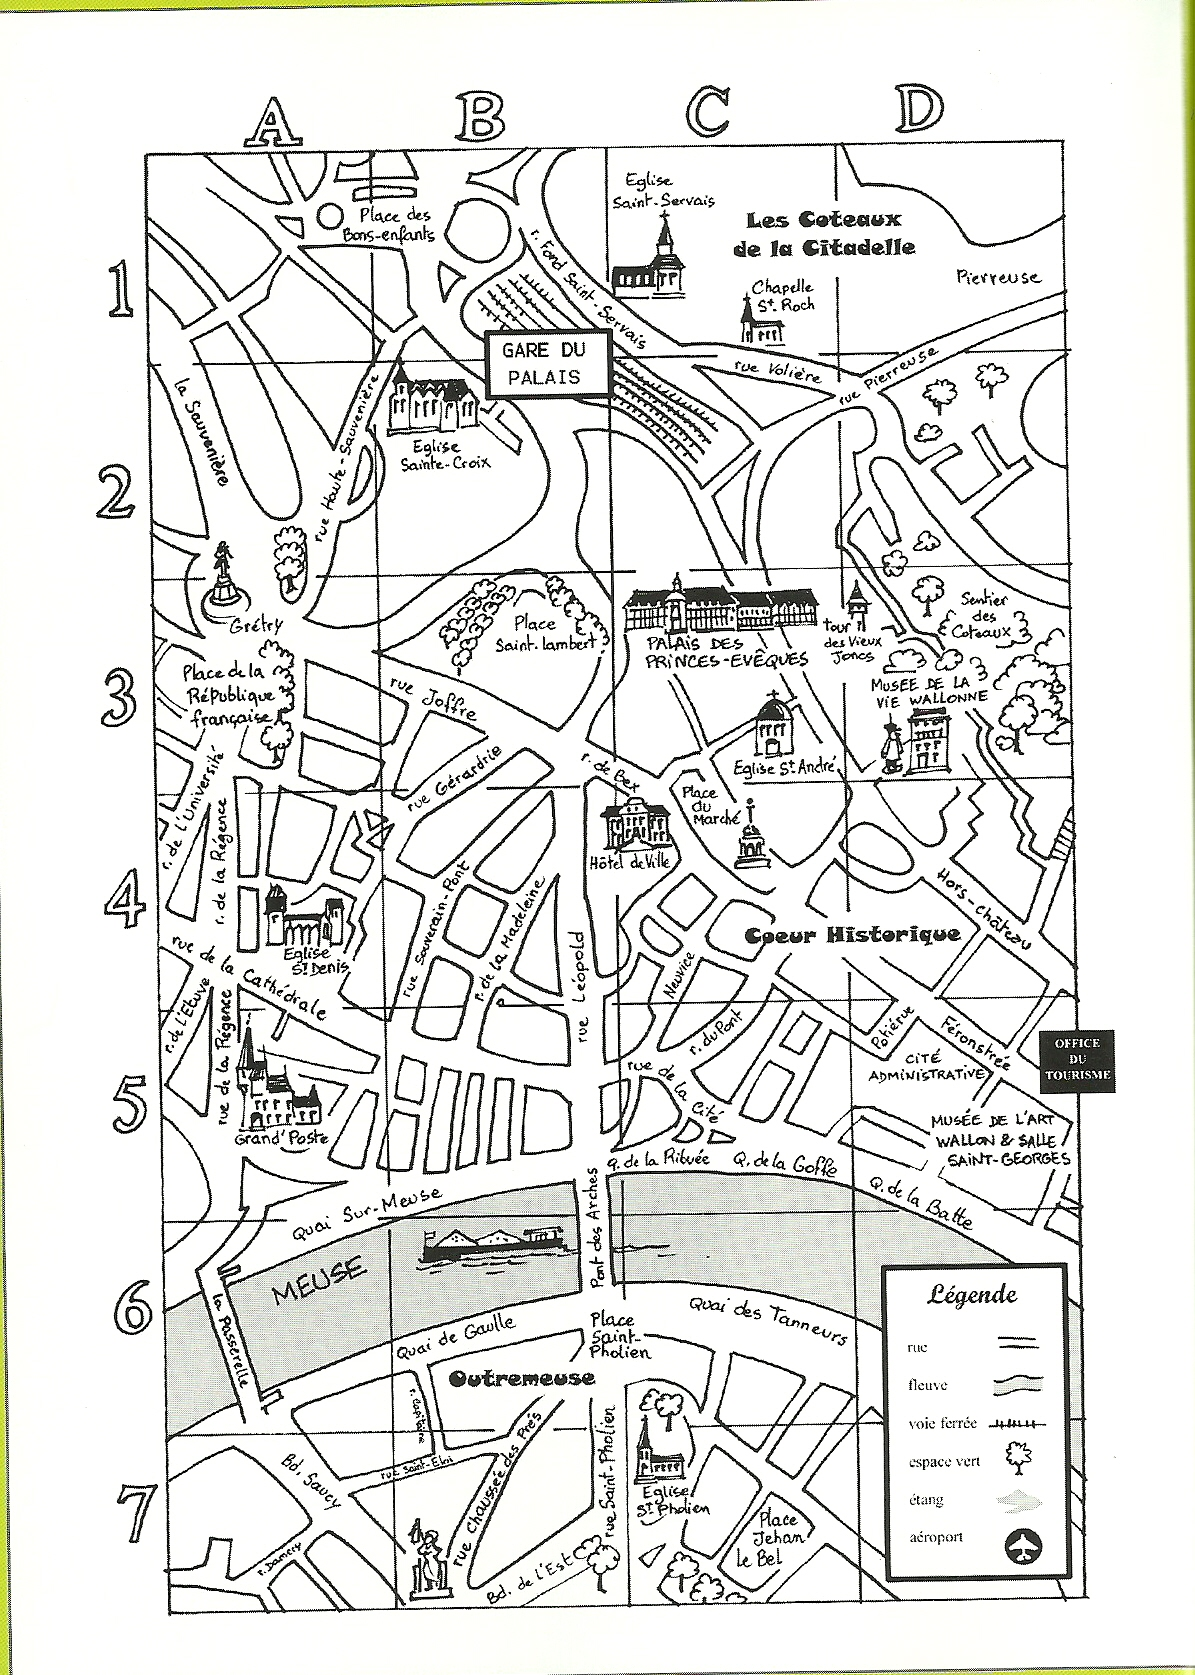 A B C D
1
2
3
4
5
6
7
Eglise
Saint-Servais
Les Coteaux
de la Citadelle
Place des
Bons-enfants
r. Fond Saint-Servais
Pierreuse
Chapelle
St. Roch
GARE DU
PALAIS
rue Volière
rue Pierreuse
la Sauvenière
rue Haute-Sauvenière
Eglise
Sainte-Croix
Grétry
Place
Saint-lambert
PALAIS DES
PRINCES-EVÊQUES
tour
des Vieux
Joncs
Sentier
des
Coteaux
Place de la
République
française
rue Joffre
MUSEE DE LA
VIE WALLONNE
Eglise St André
r. de l'Université
r. de la Régence
rue Gérardrie
r. de Bex
Place
du
Marché
Hôtel de Ville
Hors-Château
Coeur Historique
rue Souverain-Pont
r. de la Madeleine
rue Léopold
Neuvice
Eglise
St Denis
rue de la Cathédrale
r. de l'Etuve
rue de la Régence
r. du Pont
Potiérue
Féronstrée
CITÉ
ADMINISTRATIVE
OFFICE
DU
TOURISME
rue de la Cité
Grand'Poste
MUSÉE DE L'ART
WALLON & SALLE
SAINT-GEORGES
Q. de la Ribuée
Q. de la Goffe
Q. de la Batte
Quai Sur-Meuse
Pont des Arches
MEUSE
la Passerelle
Quai de Gaulle
Place
Saint-
Pholien
Quai des Tanneurs
Outremeuse
r. Capitaine
rue Saint-Eloi
Bd. Saucy
rue Chaussée des Prés
rue Saint-Pholien
Eglise
St Pholien
Place
Jehan
le Bel
r. Damery
Bd. de l'Est
Légende
rue
fleuve
voie ferrée
espace vert
étang
aéroport